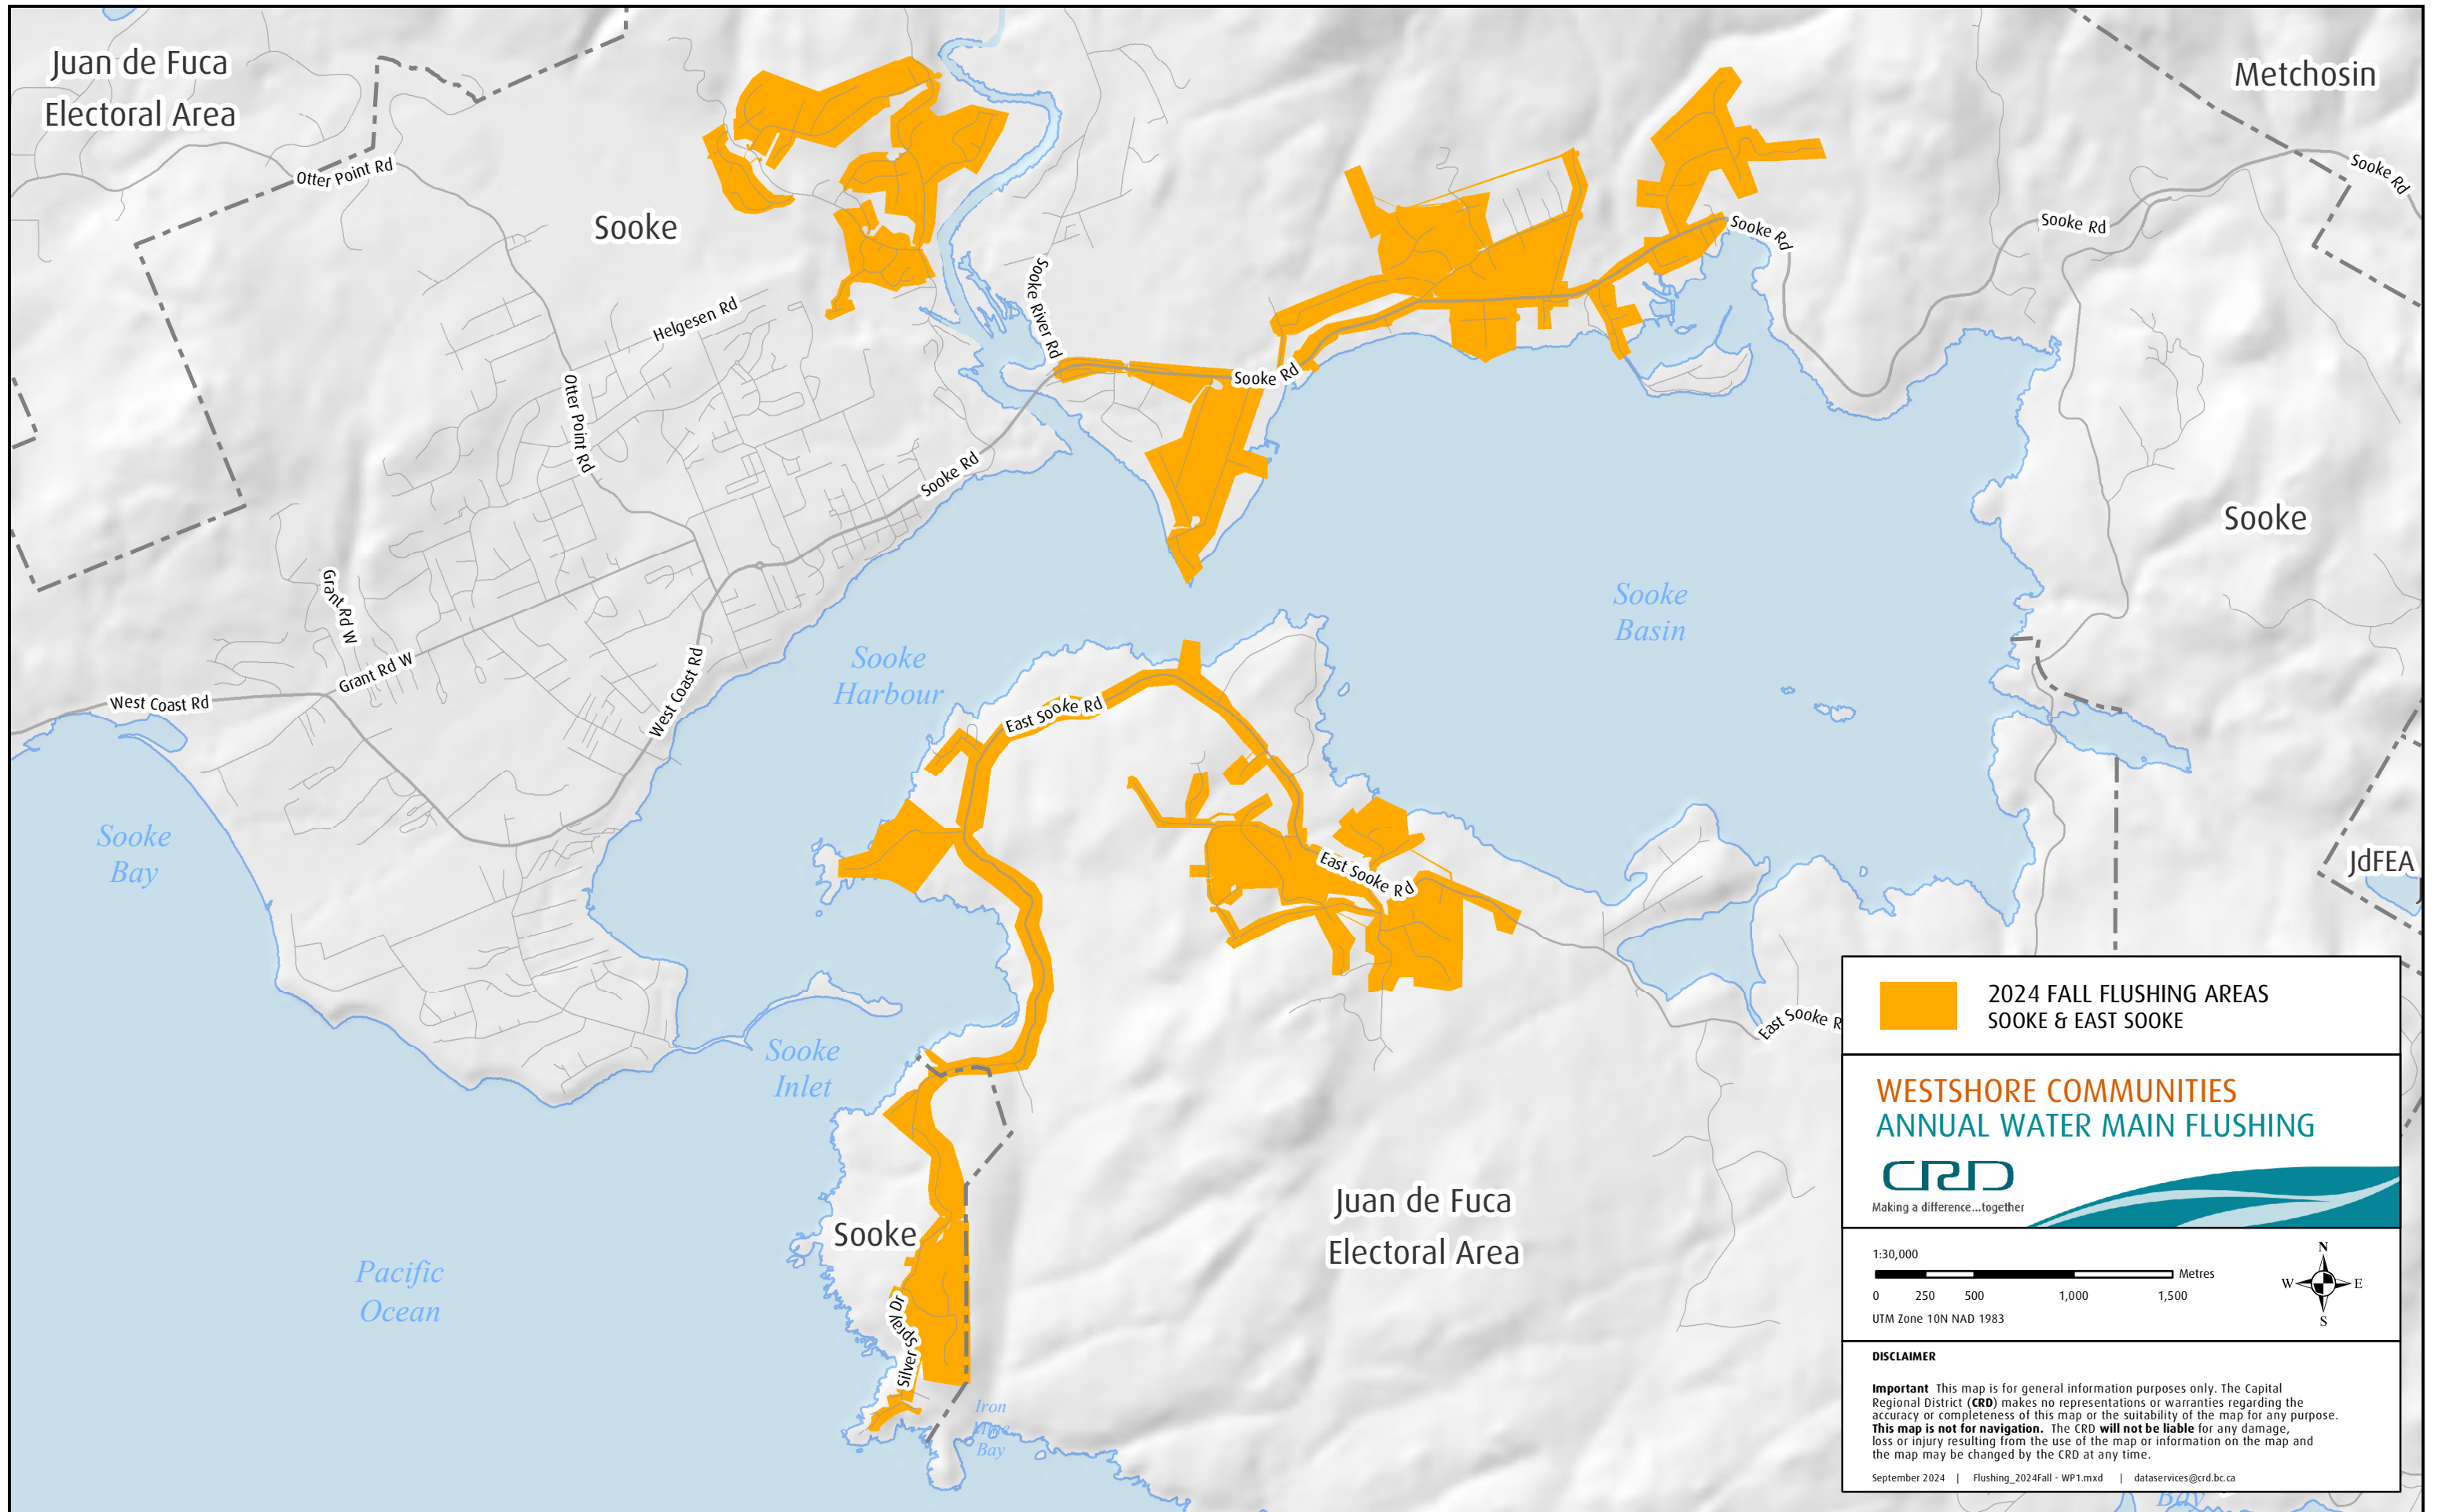 Juan de Fuca
Electoral Area
Metchosin
Otter Point Rd
Sooke Rd
Sooke
Sooke Rd
Sooke Rd
Sooke River Rd
Helgesen Rd
Sooke Rd
Otter Point Rd
Sooke Rd
Sooke
Grant Rd W
Sooke
Basin
Grant Rd W
Sooke
Harbour
West Coast Rd
West Coast Rd
East Sooke Rd
Sooke
Bay
East Sooke Rd
JdFEA
Sooke
Inlet
East Sooke R
Juan de Fuca
Electoral Area
Sooke
Pacific
Ocean
Silver Spray Dr
Iron
Mine
Bay
2024 FALL FLUSHING AREAS
SOOKE & EAST SOOKE
WESTSHORE COMMUNITIES
ANNUAL WATER MAIN FLUSHING
CRD
Making a difference...together
1:30,000
Metres
0 250 500 1,000 1,500
UTM Zone 10N NAD 1983
N
W E
S
DISCLAIMER
Important This map is for general information purposes only. The Capital
Regional District (CRD) makes no representations or warranties regarding the
accuracy or completeness of this map or the suitability of the map for any purpose.
This map is not for navigation. The CRD will not be liable for any damage,
loss or injury resulting from the use of the map or information on the map and
the map may be changed by the CRD at any time.
September 2024 | Flushing_2024Fall - WP1.mxd | dataservices@crd.bc.ca
Bay